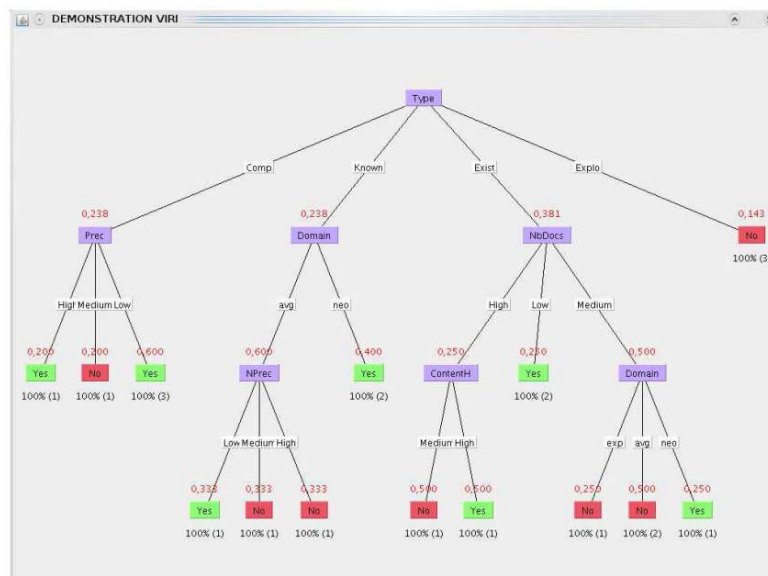 DEMONSTRATION VIRI
Type
Comp Known Exist Explo
0,238 0,238 0,381 0,143
Prec Domain NbDocs No
100% (3
High Medium Low avg neo High Low Medium
0,200 0,200 0,600 0,600 0,400 0,250 0,250 0,500
Yes No Yes NPrec Yes ContentH Yes Domain
100% (1) 100% (1) 100% (3) 100% (2) 100% (2)
Low Medium High Medium High exp avg neo
0,333 0,333 0,333 0,500 0,500 0,250 0,500 0,250
Yes No No No Yes No No Yes
100% (1) 100% (1) 100% (1) 100% (1) 100% (1) 100% (1) 100% (2) 100% (1)